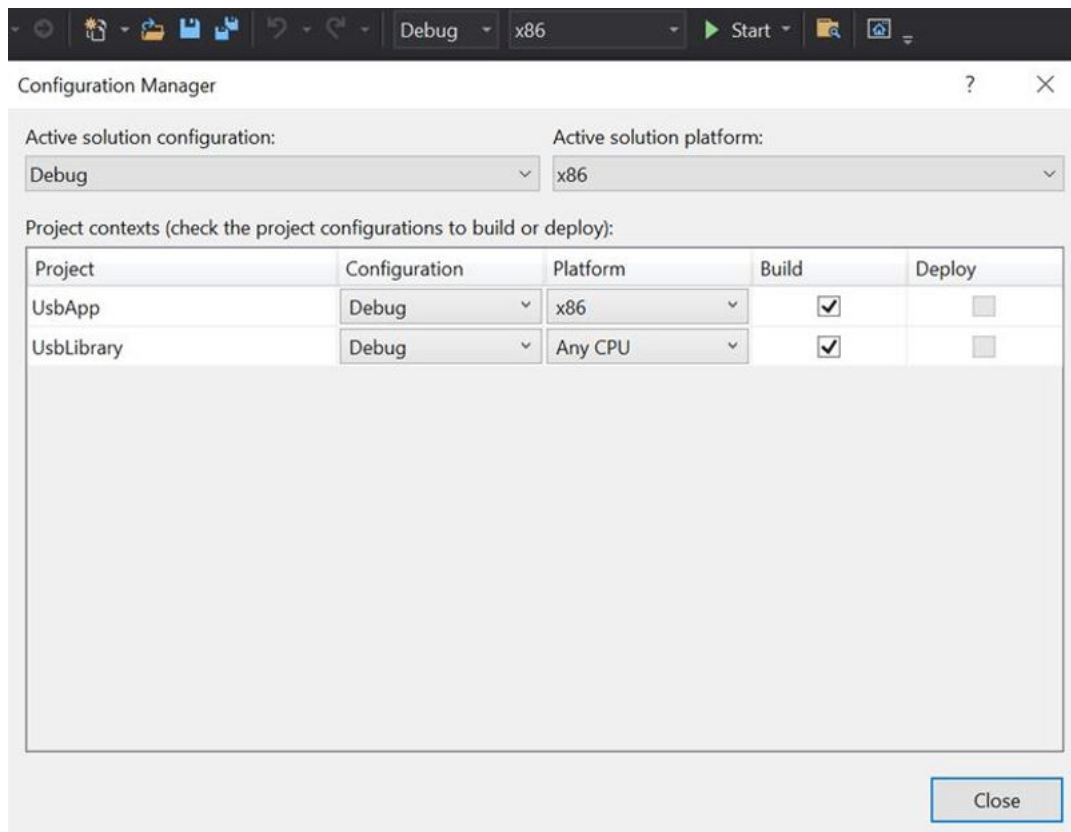 Debug x86 Start
Configuration Manager ? ×
Active solution configuration: Active solution platform:
Debug x86
Project contexts (check the project configurations to build or deploy):
Project Configuration Platform Build Deploy
UsbApp Debug x86
UsbLibrary Debug Any CPU
Close